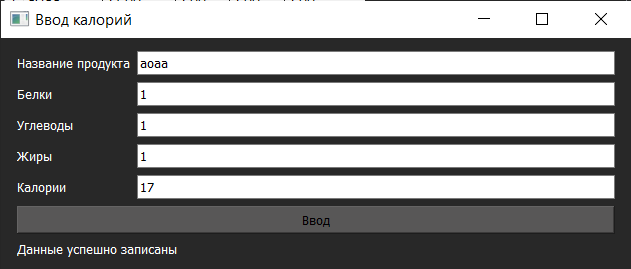 Ввод калорий
Название продукта aoaa
Белки 1
Углеводы 1
Жиры 1
Калории 17
Ввод
Данные успешно записаны